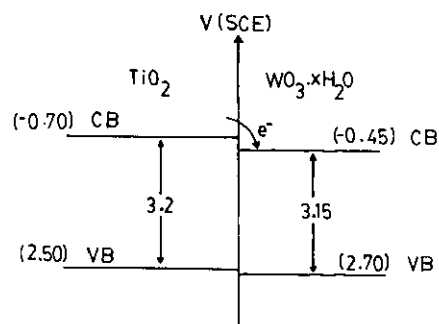 V (SCE)
TiO2 WO3.xH2O
(-0.70) CB
e-
(-0.45) CB
3.2 3.15
(2.50) VB
(2.70) VB